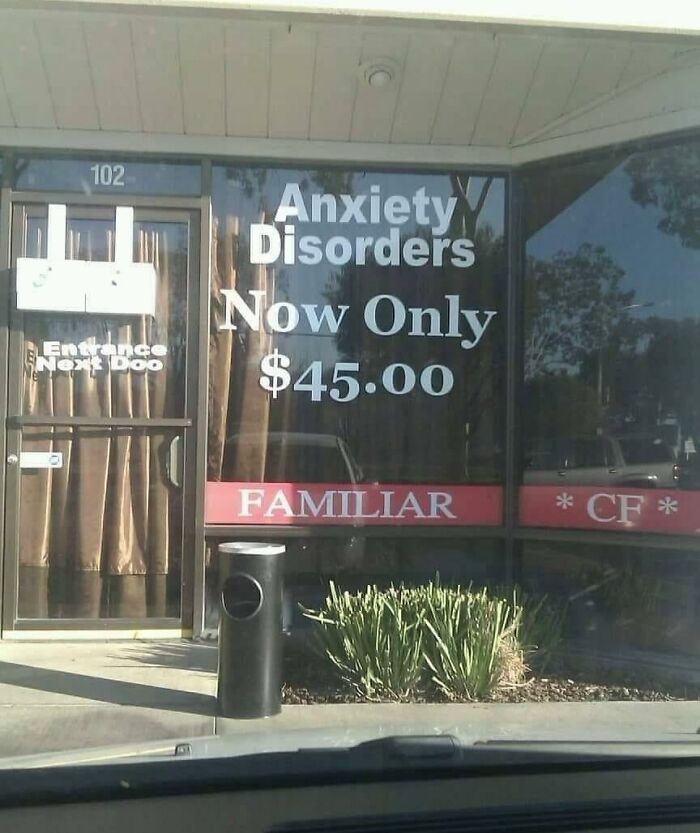 102
Anxiety
Disorders
Now Only
$45.00
Entrance
Next Doo
FAMILIAR
* CF *